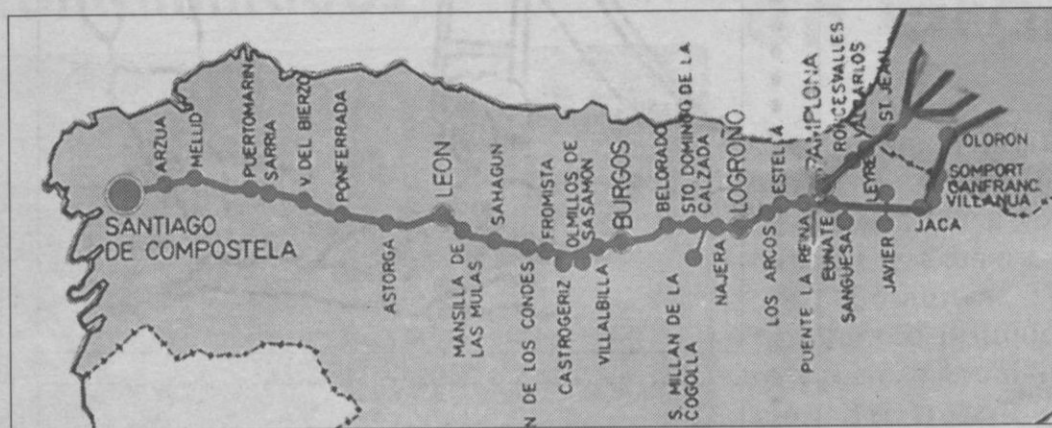 SANTIAGO
DE COMPOSTELA
ARZUA
MELLID
PUERTOMARIN
SARRIA
V. DEL BIERZO
PONFERRADA
ASTORGA
LEON
MANSILLA DE
LAS MULAS
SAHAGUN
N DE LOS CONDES
FROMISTA
CASTROGERIZ
OLMILLOS DE
SASAMON
VILLALBILLA
BURGOS
BELORADO
STO DOMINGO DE LA
CALZADA
S. MILLAN DE LA
COGOLLA
NAJERA
LOGROÑO
LOS ARCOS
ESTELLA
PUENTE LA REINA
PAMPLONA
EUNATE
SANGUESA
RONCESVALLES
VALCARLOS
LEYRE
ST. JEAN
JAVIER
JACA
OLORON
SOMPORT
CANFRANC
VILLANUA